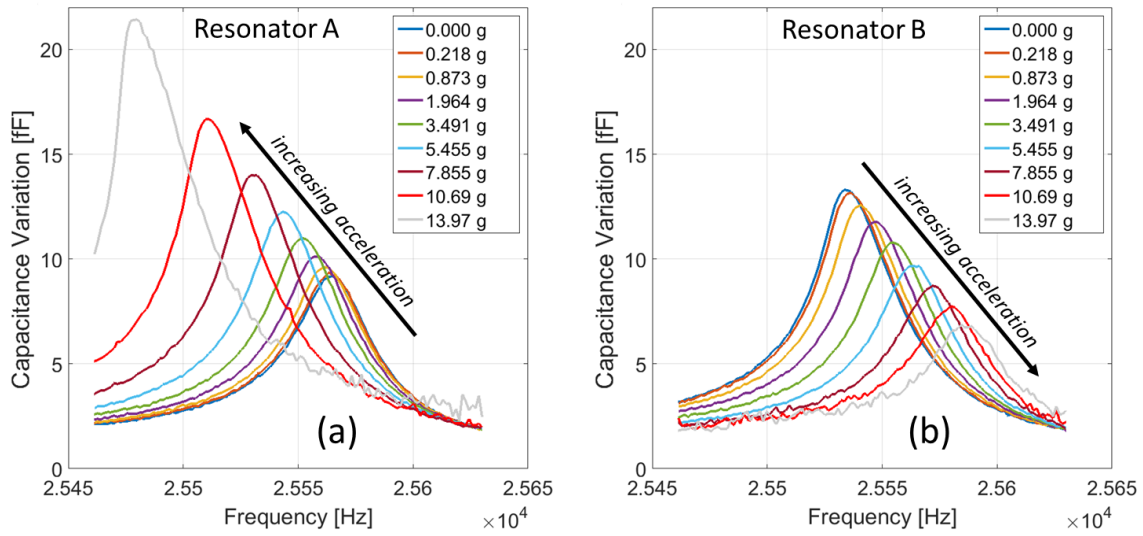 Resonator A
0.000 g
0.218 g
0.873 g
1.964 g
3.491 g
5.455 g
7.855 g
10.69 g
13.97 g
increasing acceleration
(a)
20
15
10
5
0
Capacitance Variation [fF]
2.545
2.55
2.555
2.56
2.565
Frequency [Hz]
×10⁴
Resonator B
0.000 g
0.218 g
0.873 g
1.964 g
3.491 g
5.455 g
7.855 g
10.69 g
13.97 g
increasing acceleration
(b)
20
15
10
5
0
Capacitance Variation [fF]
2.545
2.55
2.555
2.56
2.565
Frequency [Hz]
×10⁴